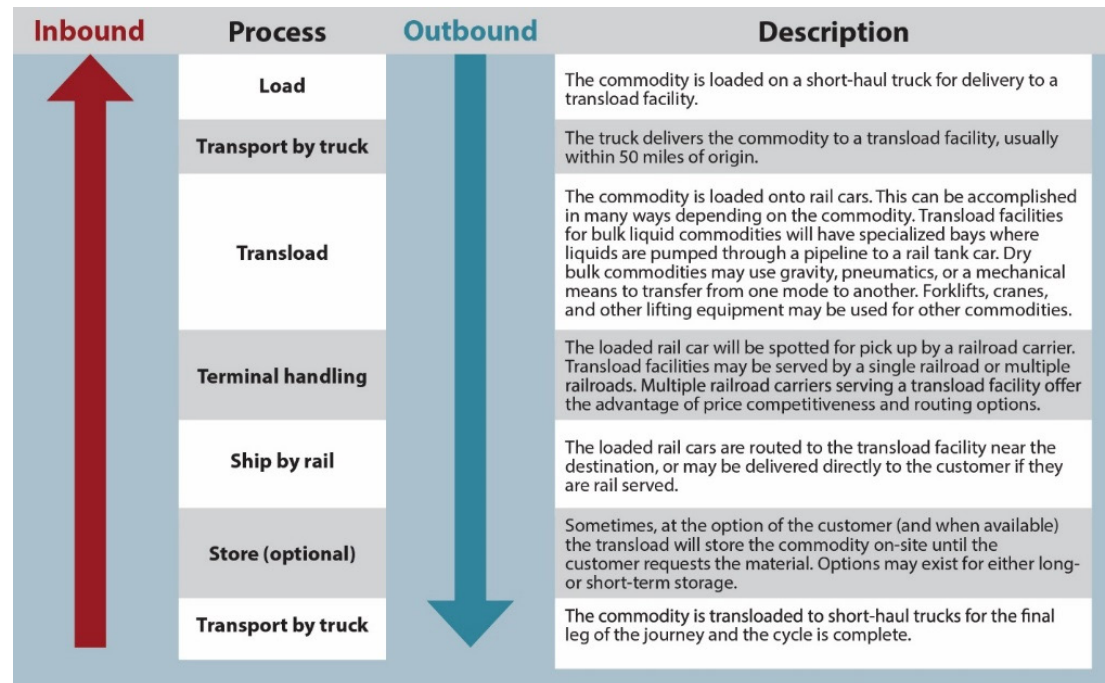 Inbound Process Outbound Description
Load
The commodity is loaded on a short-haul truck for delivery to a
transload facility.
Transport by truck
The truck delivers the commodity to a transload facility, usually
within 50 miles of origin.
Transload
The commodity is loaded onto rail cars. This can be accomplished
in many ways depending on the commodity. Transload facilities
for bulk liquid commodities will have specialized bays where
liquids are pumped through a pipeline to a rail tank car. Dry
bulk commodities may use gravity, pneumatics, or a mechanical
means to transfer from one mode to another. Forklifts, cranes,
and other lifting equipment may be used for other commodities.
Terminal handling
The loaded rail car will be spotted for pick up by a railroad carrier.
Transload facilities may be served by a single railroad or multiple
railroads. Multiple railroad carriers serving a transload facility offer
the advantage of price competitiveness and routing options.
Ship by rail
The loaded rail cars are routed to the transload facility near the
destination, or may be delivered directly to the customer if they
are rail served.
Store (optional)
Sometimes, at the option of the customer (and when available)
the transload will store the commodity on-site until the
customer requests the material. Options may exist for either long-
or short-term storage.
Transport by truck
The commodity is transloaded to short-haul trucks for the final
leg of the journey and the cycle is complete.